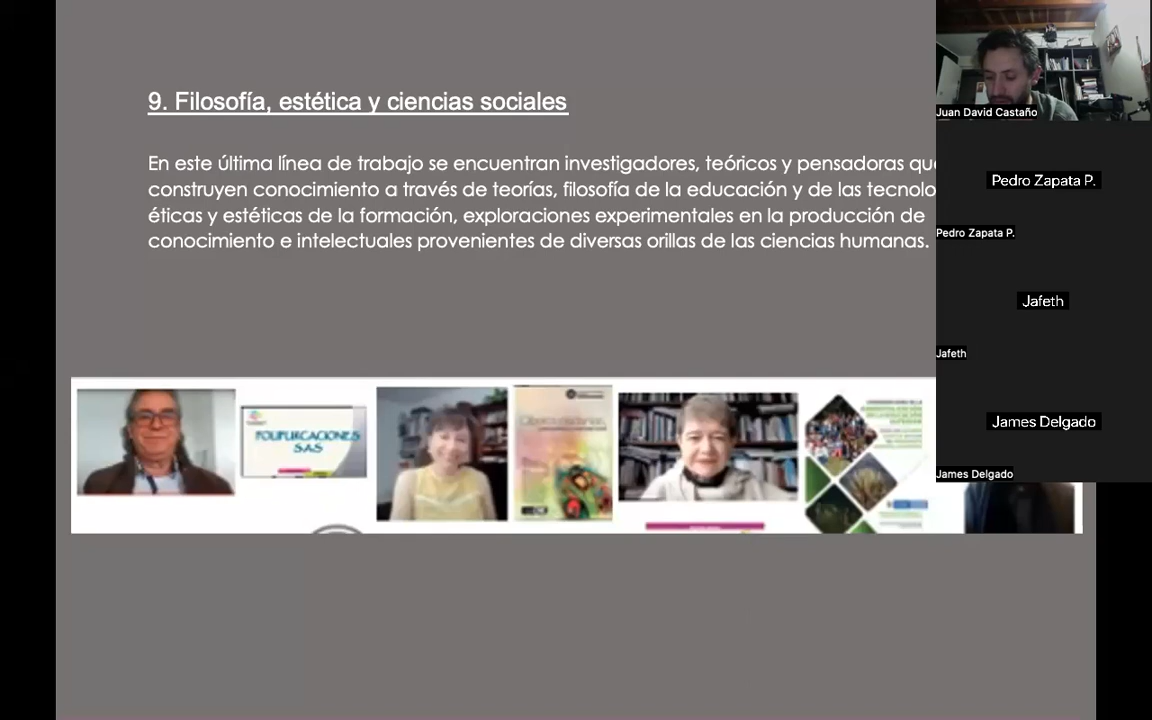 9. Filosofía, estética y ciencias sociales
En este última línea de trabajo se encuentran investigadores, teóricos y pensadoras que
construyen conocimiento a través de teorías, filosofía de la educación y de las tecnolo
éticas y estéticas de la formación, exploraciones experimentales en la producción de
conocimiento e intelectuales provenientes de diversas orillas de las ciencias humanas.
SAS
Juan David Castaño
Pedro Zapata P.
Pedro Zapata P.
Jafeth
Jafeth
James Delgado
James Delgado